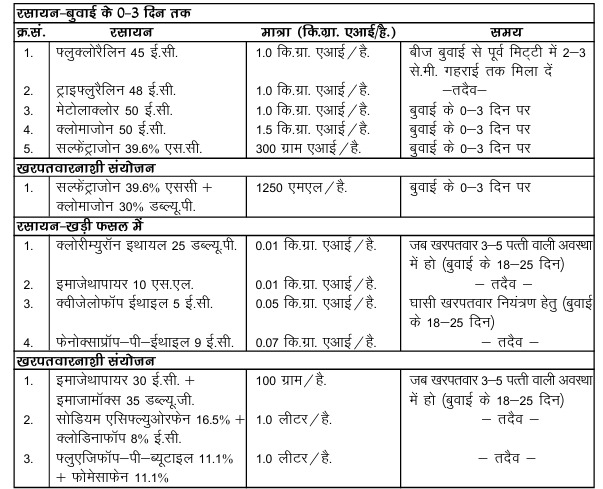 रसायन-बुवाई के 0-3 दिन तक
क्र.सं. रसायन मात्रा (कि.ग्रा. एआई/है.) समय
1. फ्लुक्लोरैलिन 45 ई.सी. 1.0 कि.ग्रा. एआई/है. बीज बुवाई से पूर्व मिट्टी में 2-3
से.मी. गहराई तक मिला दें
2. ट्राइफ्लुरैलिन 48 ई.सी. 1.0 कि.ग्रा. एआई/है. -तदैव-
3. मेटोलाक्लोर 50 ई.सी. 1.0 कि.ग्रा. एआई/है. बुवाई के 0-3 दिन पर
4. क्लोमाजोन 50 ई.सी. 1.5 कि.ग्रा. एआई/है. बुवाई के 0-3 दिन पर
5. सल्फेंट्राजोन 39.6% एस.सी. 300 ग्राम एआई/है. बुवाई के 0-3 दिन पर
खरपतवारनाशी संयोजन
1. सल्फेंट्राजोन 39.6% एससी + 1250 एमएल/है. बुवाई के 0-3 दिन पर
क्लोमाजोन 30% डब्ल्यू.पी.
रसायन-खड़ी फसल में
1. क्लोरीम्युरॉन इथायल 25 डब्ल्यू.पी. 0.01 कि.ग्रा. एआई/है. जब खरपतवार 3-5 पत्ती वाली अवस्था
में हो (बुवाई के 18-25 दिन)
2. इमाजेथापायर 10 एस.एल. 0.01 कि.ग्रा. एआई/है. - तदैव -
3. क्वीजेलोफॉप ईथाइल 5 ई.सी. 0.05 कि.ग्रा. एआई/है. घासी खरपतवार नियंत्रण हेतु (बुवाई
के 18-25 दिन)
4. फेनोक्साप्रॉप-पी-ईथाइल 9 ई.सी. 0.07 कि.ग्रा. एआई/है. - तदैव -
खरपतवारनाशी संयोजन
1. इमाजेथापायर 30 ई.सी. + 100 ग्राम/है. जब खरपतवार 3-5 पत्ती वाली अवस्था
इमाजामॉक्स 35 डब्ल्यू.जी. में हो (बुवाई के 18-25 दिन)
2. सोडियम एसिफ्ल्युओरफेन 16.5% + 1.0 लीटर/है. - तदैव -
क्लोडिनाफॉप 8% ई.सी.
3. फ्लुएजिफॉप-पी-ब्यूटाइल 11.1% 1.0 लीटर/है. - तदैव -
+ फोमेसाफेन 11.1%